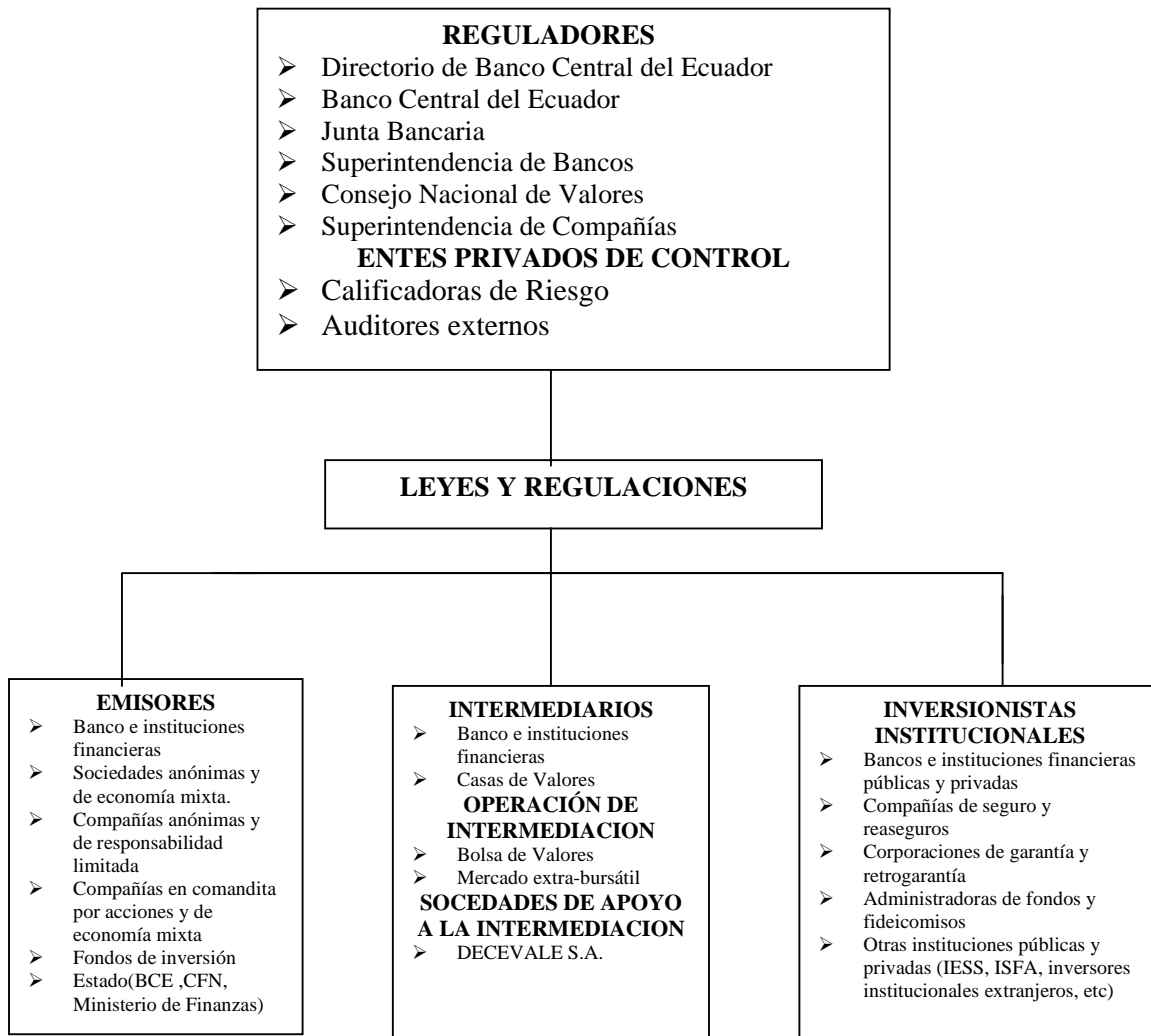 REGULADORES
➢ Directorio de Banco Central del Ecuador
➢ Banco Central del Ecuador
➢ Junta Bancaria
➢ Superintendencia de Bancos
➢ Consejo Nacional de Valores
➢ Superintendencia de Compañías
ENTES PRIVADOS DE CONTROL
➢ Calificadoras de Riesgo
➢ Auditores externos
LEYES Y REGULACIONES
EMISORES
➢ Banco e instituciones
financieras
➢ Sociedades anónimas y
de economía mixta.
➢ Compañías anónimas y
de responsabilidad
limitada
➢ Compañías en comandita
por acciones y de
economía mixta
➢ Fondos de inversión
➢ Estado(BCE ,CFN,
Ministerio de Finanzas)
INTERMEDIARIOS
➢ Banco e instituciones
financieras
➢ Casas de Valores
OPERACIÓN DE
INTERMEDIACION
➢ Bolsa de Valores
➢ Mercado extra-bursátil
SOCEDADES DE APOYO
A LA INTERMEDIACION
➢ DECEVALE S.A.
INVERSIONISTAS
INSTITUCIONALES
➢ Bancos e instituciones financieras
públicas y privadas
➢ Compañías de seguro y
reaseguros
➢ Corporaciones de garantía y
retrogarantía
➢ Administradoras de fondos y
fideicomisos
➢ Otras instituciones públicas y
privadas (IESS, ISFA, inversores
institucionales extranjeros, etc)